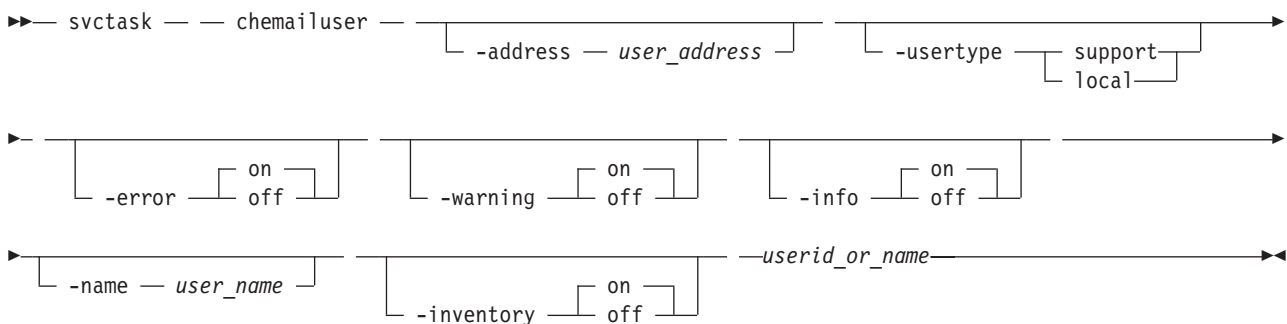 svctask chemailuser
-address user_address
-usertype support
local
on
-error off
on
-warning off
on
-info off
-name user_name
on
-inventory off
userid_or_name